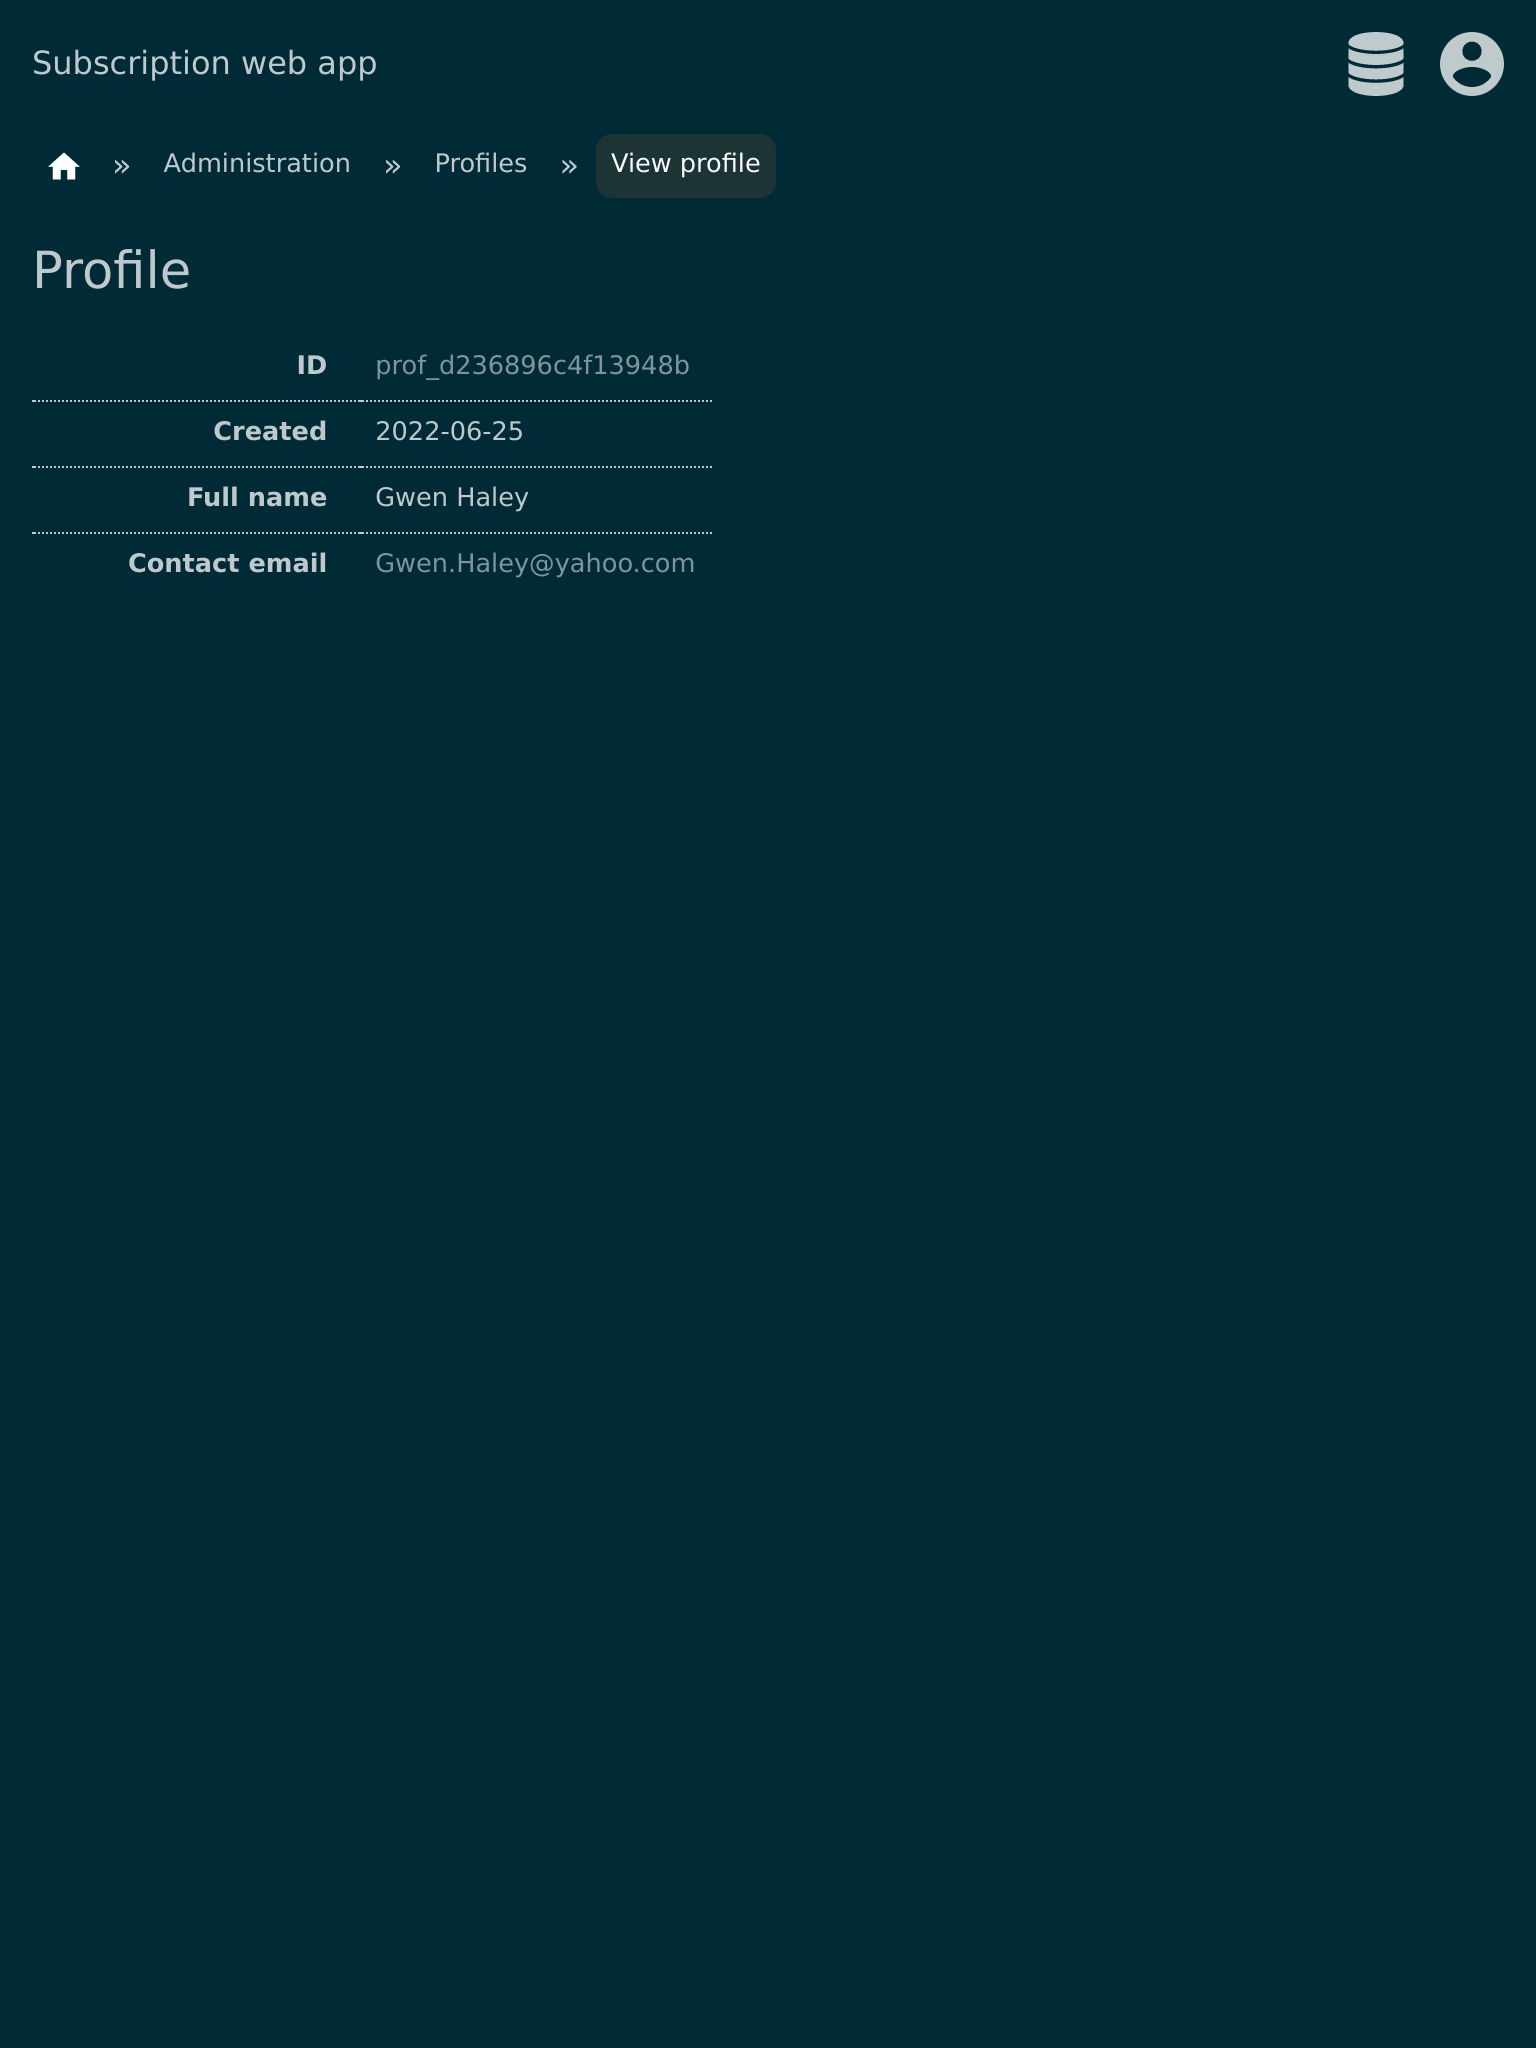 Subscription web app
» Administration » Profiles » View profile
Profile
ID prof_d236896c4f13948b
Created 2022-06-25
Full name Gwen Haley
Contact email Gwen.Haley@yahoo.com